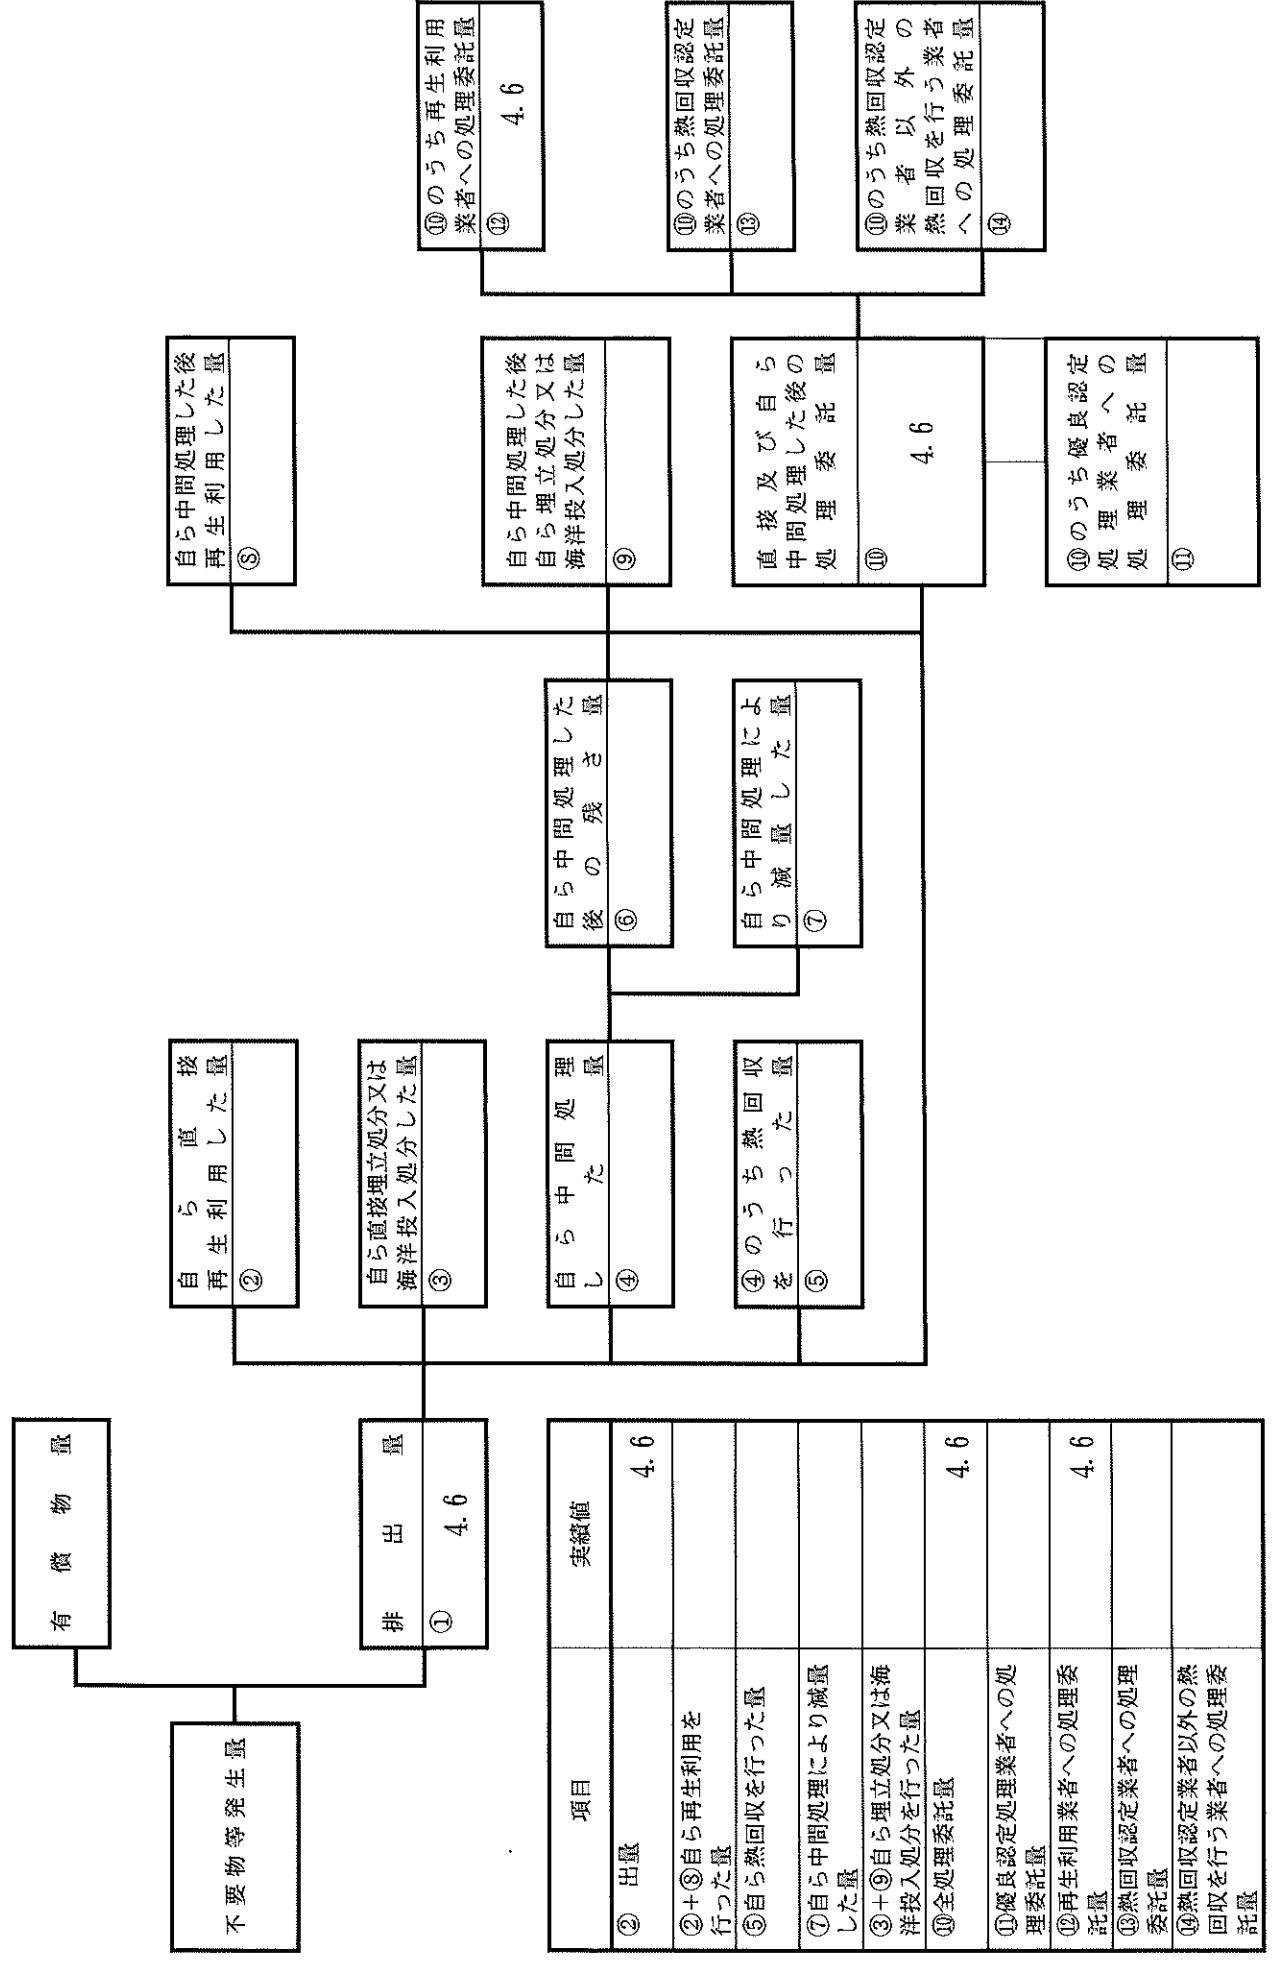 有償物量
不要物等発生量
排出量
① 4.6
自ら直接
再生利用した量
②
自ら直接埋立処分又は
海洋投入処分した量
③
自ら中間処理
した量
④
④のうち熱回収
を行った量
⑤
自ら中間処理した
後の残さ量
⑥
自ら中間処理によ
り減量した量
⑦
自ら中間処理した後
再生利用した量
⑧
自ら中間処理した後
自ら埋立処分又は
海洋投入処分した量
⑨
直接及び自ら
中間処理した後の
処理委託量
⑩ 4.6
⑩のうち優良認定
処理業者への
処理委託量
⑪
⑩のうち再生利用
業者への処理委託量
⑫ 4.6
⑩のうち熱回収認定
業者への処理委託量
⑬
⑩のうち熱回収認定
業者以外の
熱回収を行う業者
への処理委託量
⑭
項目 実績値
② 出量 4.6
②+⑧自ら再生利用を
行った量
⑤自ら熱回収を行った量
⑦自ら中間処理により減量
した量
③+⑨自ら埋立処分又は海
洋投入処分を行った量
⑩全処理委託量 4.6
⑪優良認定処理業者への処
理委託量
⑫再生利用業者への処理委
託量 4.6
⑬熱回収認定業者への処理
委託量
⑭熱回収認定業者以外の熱
回収を行う業者への処理委
託量